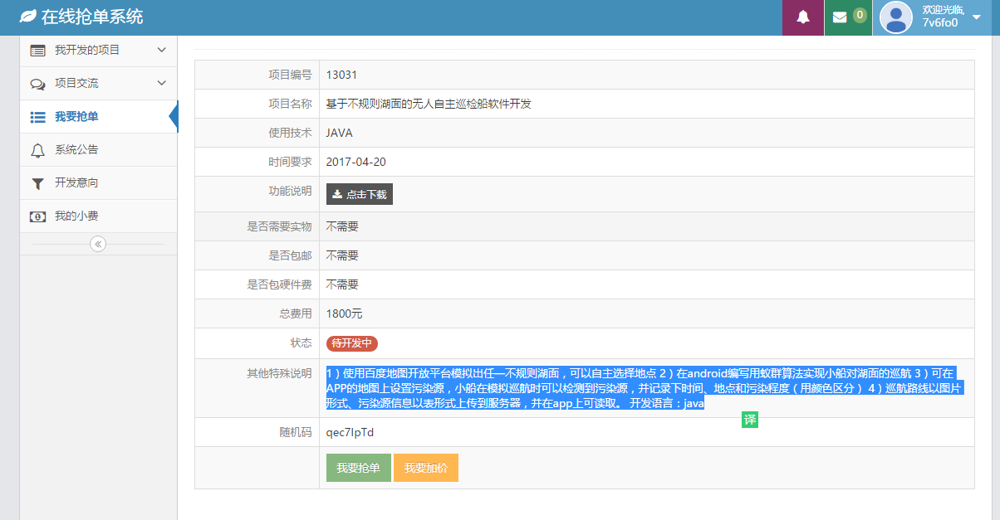 在线抢单系统
0
欢迎光临,
7v6fo0
我开发的项目
项目交流
我要抢单
系统公告
开发意向
我的小费
项目编号 13031
项目名称 基于不规则湖面的无人自主巡检船软件开发
使用技术 JAVA
时间要求 2017-04-20
功能说明 点击下载
是否需要实物 不需要
是否包邮 不需要
是否包硬件费 不需要
总费用 1800元
状态 待开发中
其他特殊说明 1）使用百度地图开放平台模拟出任一不规则湖面，可以自主选择地点 2）在android编写用蚁群算法实现小船对湖面的巡航 3）可在
APP的地图上设置污染源，小船在模拟巡航时可以检测到污染源，并记录下时间、地点和污染程度（用颜色区分） 4）巡航路线以图片
形式、污染源信息以表形式上传到服务器，并在app上可读取。 开发语言：java
译
随机码 qec7IpTd
我要抢单 我要加价